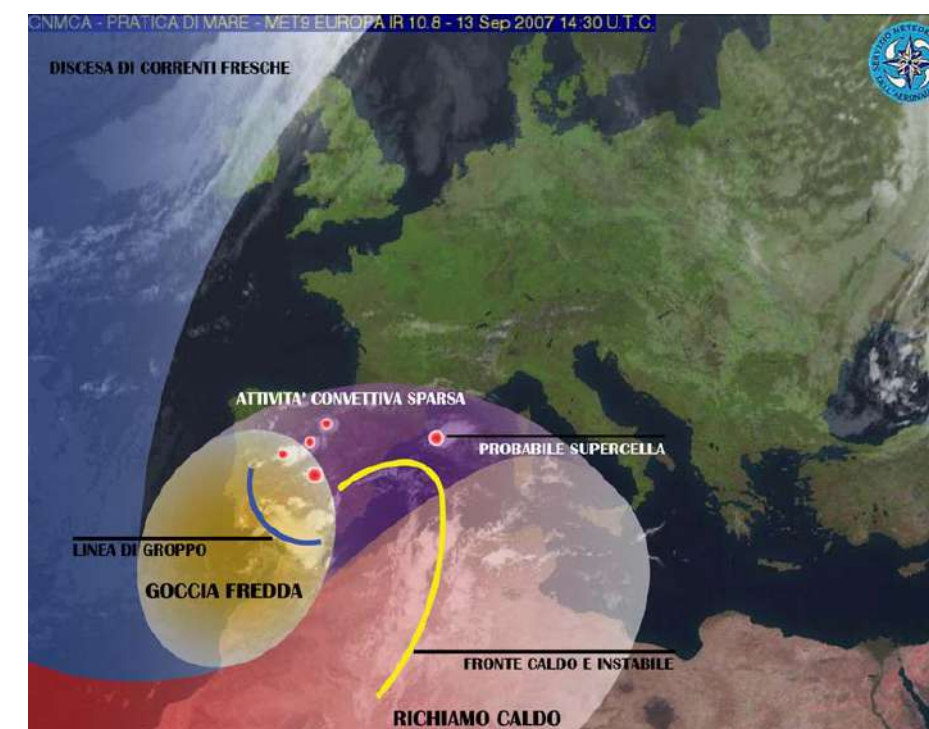 CNMCA - PRATICA DI MARE - MET9 EUROPA IR 10.8 - 13 Sep 2007 14:30 U.T.C.
DISCESA DI CORRENTI FRESCHE
ATTIVITA' CONVETTIVA SPARSA
PROBABILE SUPERCELLA
LINEA DI GROPPO
GOCCIA FREDDA
FRONTE CALDO E INSTABILE
RICHIAMO CALDO